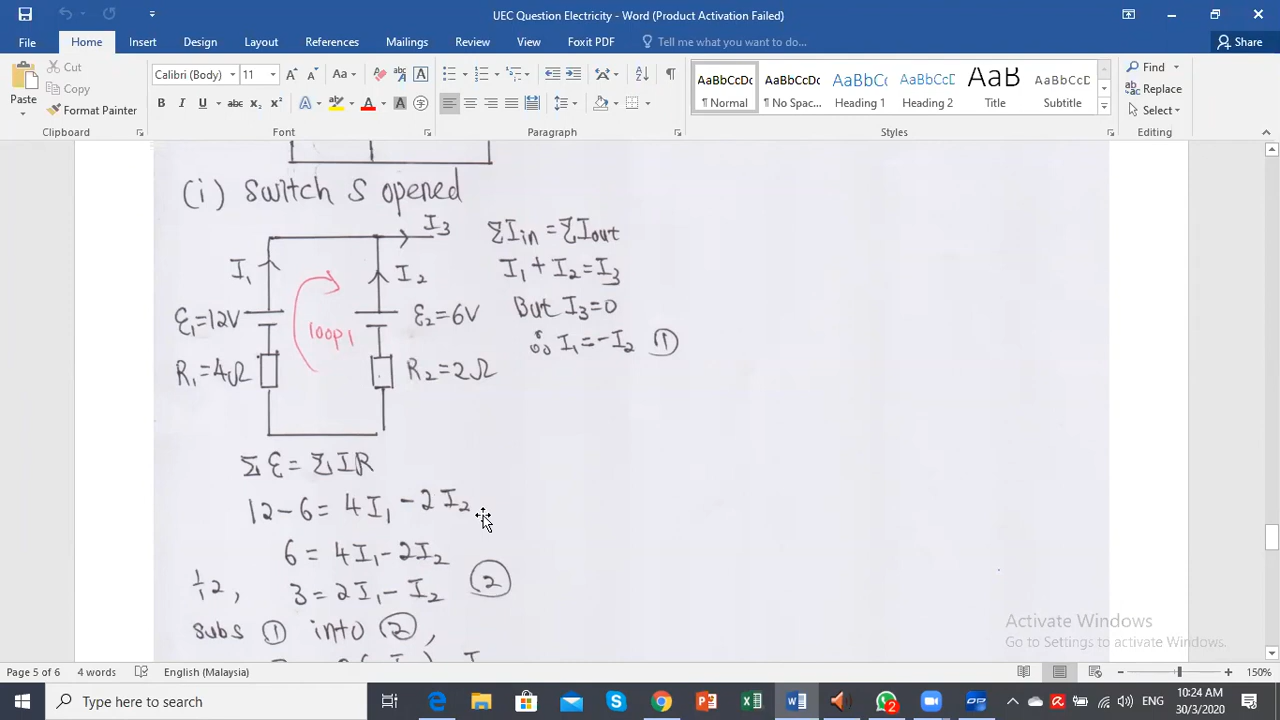 UEC Question Electricity - Word (Product Activation Failed)
File Home Insert Design Layout References Mailings Review View Foxit PDF Tell me what you want to do... Share
Paste
Cut
Copy
Format Painter
Calibri (Body) 11
AaBbCcDc AaBbCcDc AaBbCc AaBbCcC AaB AaBbCcD
¶ Normal ¶ No Spac... Heading 1 Heading 2 Title Subtitle
Find
Replace
Select
Clipboard Font Paragraph Styles Editing
(i) Switch S opened
I3
ΣIin = ΣIout
I1 I2
I1 + I2 = I3
But I3 = 0
ε1=12V ε2=6V
loop1
∴ I1 = -I2 ①
R1=4Ω R2=2Ω
Σε = ΣIR
12-6 = 4I1 - 2I2
6 = 4I1 - 2I2
3 = 2I1 - I2 ②
subs ① into ②,
Activate Windows
Go to Settings to activate Windows.
Page 5 of 6 4 words English (Malaysia) 150%
Type here to search
2
ENG
10:24 AM
30/3/2020